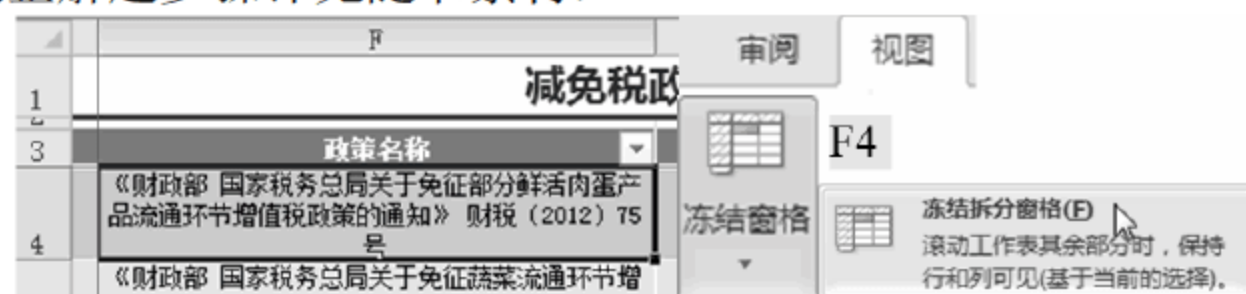 F
1
减免税政
3
政策名称
4
《财政部 国家税务总局关于免征部分鲜活肉蛋产
品流通环节增值税政策的通知》 财税（2012）75
号
《财政部 国家税务总局关于免征蔬菜流通环节增
审阅 视图
F4
冻结窗格
冻结拆分窗格(F)
滚动工作表其余部分时，保持
行和列可见(基于当前的选择)。